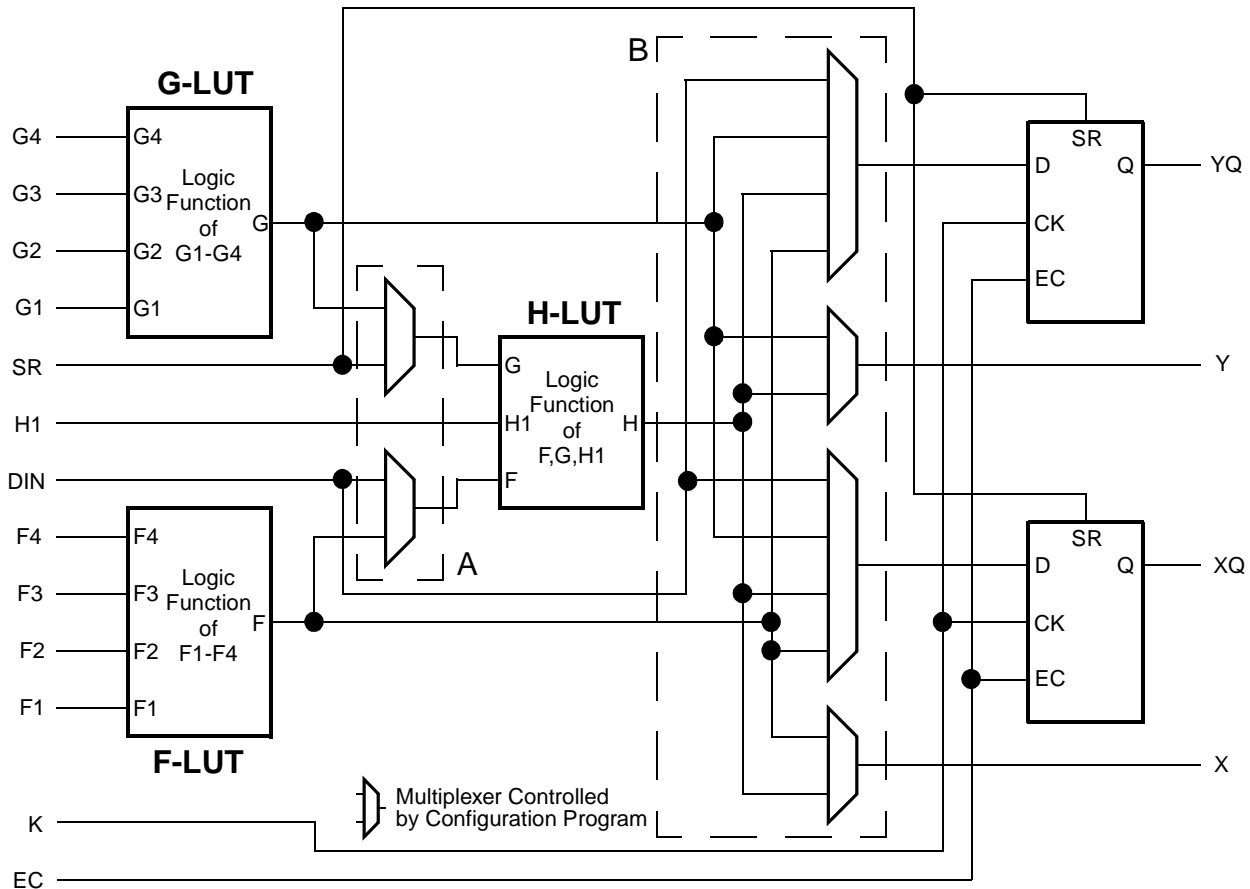 B
G-LUT
G4
G4
G3
G3
G2
G2
G1
G1
Logic
Function
of
G1-G4
G
SR
H1
DIN
H-LUT
G
H1
F
Logic
Function
of
F,G,H1
H
A
F4
F4
F3
F3
F2
F2
F1
F1
Logic
Function
of
F1-F4
F
F-LUT
K
EC
Multiplexer Controlled
by Configuration Program
SR
D
Q
CK
EC
YQ
Y
SR
D
Q
CK
EC
XQ
X